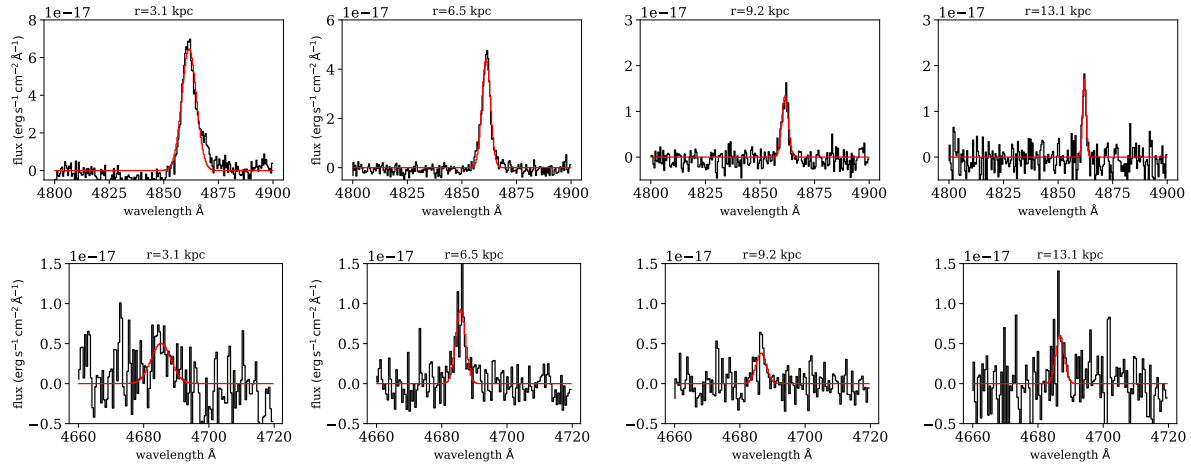 1e−17 r=3.1 kpc
flux (erg s⁻¹ cm⁻² Å⁻¹)
8
6
4
2
0
4800 4825 4850 4875 4900
wavelength Å
1e−17 r=6.5 kpc
flux (erg s⁻¹ cm⁻² Å⁻¹)
6
4
2
0
4800 4825 4850 4875 4900
wavelength Å
1e−17 r=9.2 kpc
3
2
1
0
4800 4825 4850 4875 4900
wavelength Å
1e−17 r=13.1 kpc
3
2
1
0
4800 4825 4850 4875 4900
wavelength Å
1e−17 r=3.1 kpc
flux (erg s⁻¹ cm⁻² Å⁻¹)
1.5
1.0
0.5
0.0
−0.5
4660 4680 4700 4720
wavelength Å
1e−17 r=6.5 kpc
flux (erg s⁻¹ cm⁻² Å⁻¹)
1.5
1.0
0.5
0.0
−0.5
4660 4680 4700 4720
wavelength Å
1e−17 r=9.2 kpc
1.5
1.0
0.5
0.0
−0.5
4660 4680 4700 4720
wavelength Å
1e−17 r=13.1 kpc
1.5
1.0
0.5
0.0
−0.5
4660 4680 4700 4720
wavelength Å